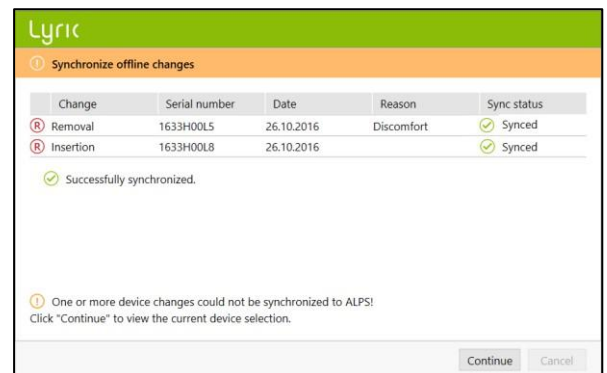 Lyric
Synchronize offline changes
Change Serial number Date Reason Sync status
R Removal 1633H00L5 26.10.2016 Discomfort Synced
R Insertion 1633H00L8 26.10.2016 Synced
Successfully synchronized.
One or more device changes could not be synchronized to ALPS!
Click "Continue" to view the current device selection.
Continue Cancel